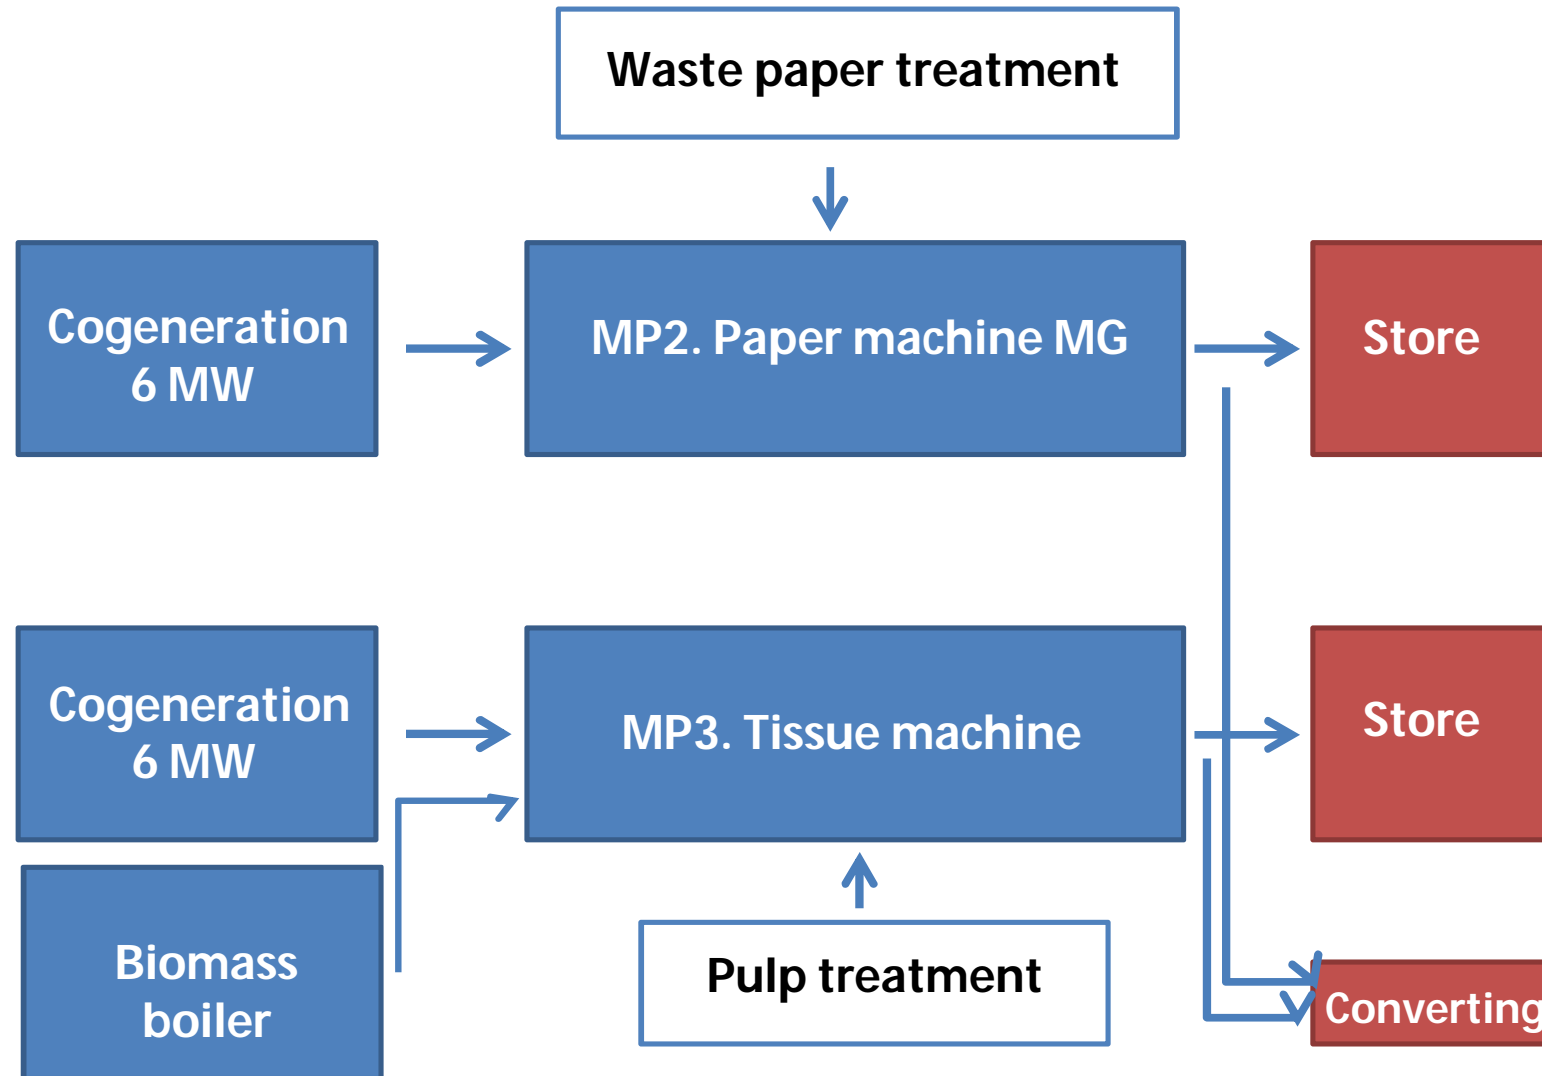 Waste paper treatment
Cogeneration
6 MW
MP2. Paper machine MG
Store
Cogeneration
6 MW
MP3. Tissue machine
Store
Biomass
boiler
Pulp treatment
Converting